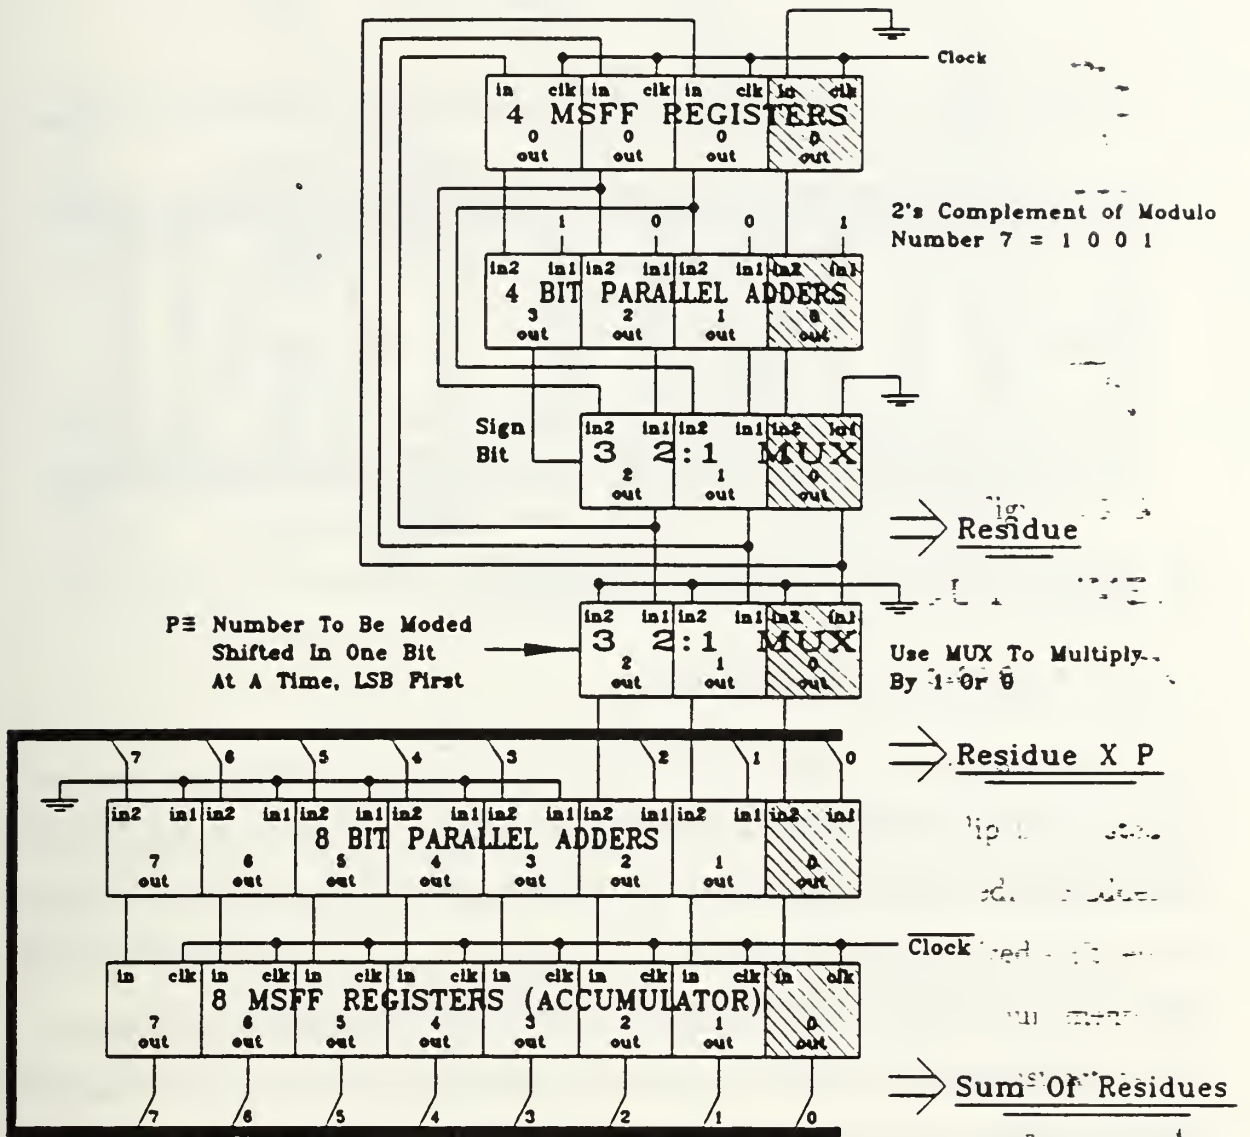 Clock
in clk in clk in clk in clk
4 MSFF REGISTERS
0 0 0 0
out out out out
2's Complement of Modulo
Number 7 = 1 0 0 1
1 0 0 1
in2 in1 in2 in1 in2 in1 in2 in1
4 BIT PARALLEL ADDERS
3 2 1 0
out out out out
Sign
Bit
in2 in1 in2 in1 in2 in1
3 2:1 MUX
2 1 0
out out out
Residue
P≡ Number To Be Moded
Shifted In One Bit
At A Time, LSB First
in2 in1 in2 in1 in2 in1
3 2:1 MUX
2 1 0
out out out
Use MUX To Multiply
By 1 Or 0
7 6 5 4 3 2 1 0
Residue X P
in2 in1 in2 in1 in2 in1 in2 in1 in2 in1 in2 in1 in2 in1 in2 in1
8 BIT PARALLEL ADDERS
7 6 5 4 3 2 1 0
out out out out out out out out
Clock
in clk in clk in clk in clk in clk in clk in clk in clk
8 MSFF REGISTERS (ACCUMULATOR)
7 6 5 4 3 2 1 0
out out out out out out out out
Sum Of Residues
7 6 5 4 3 2 1 0